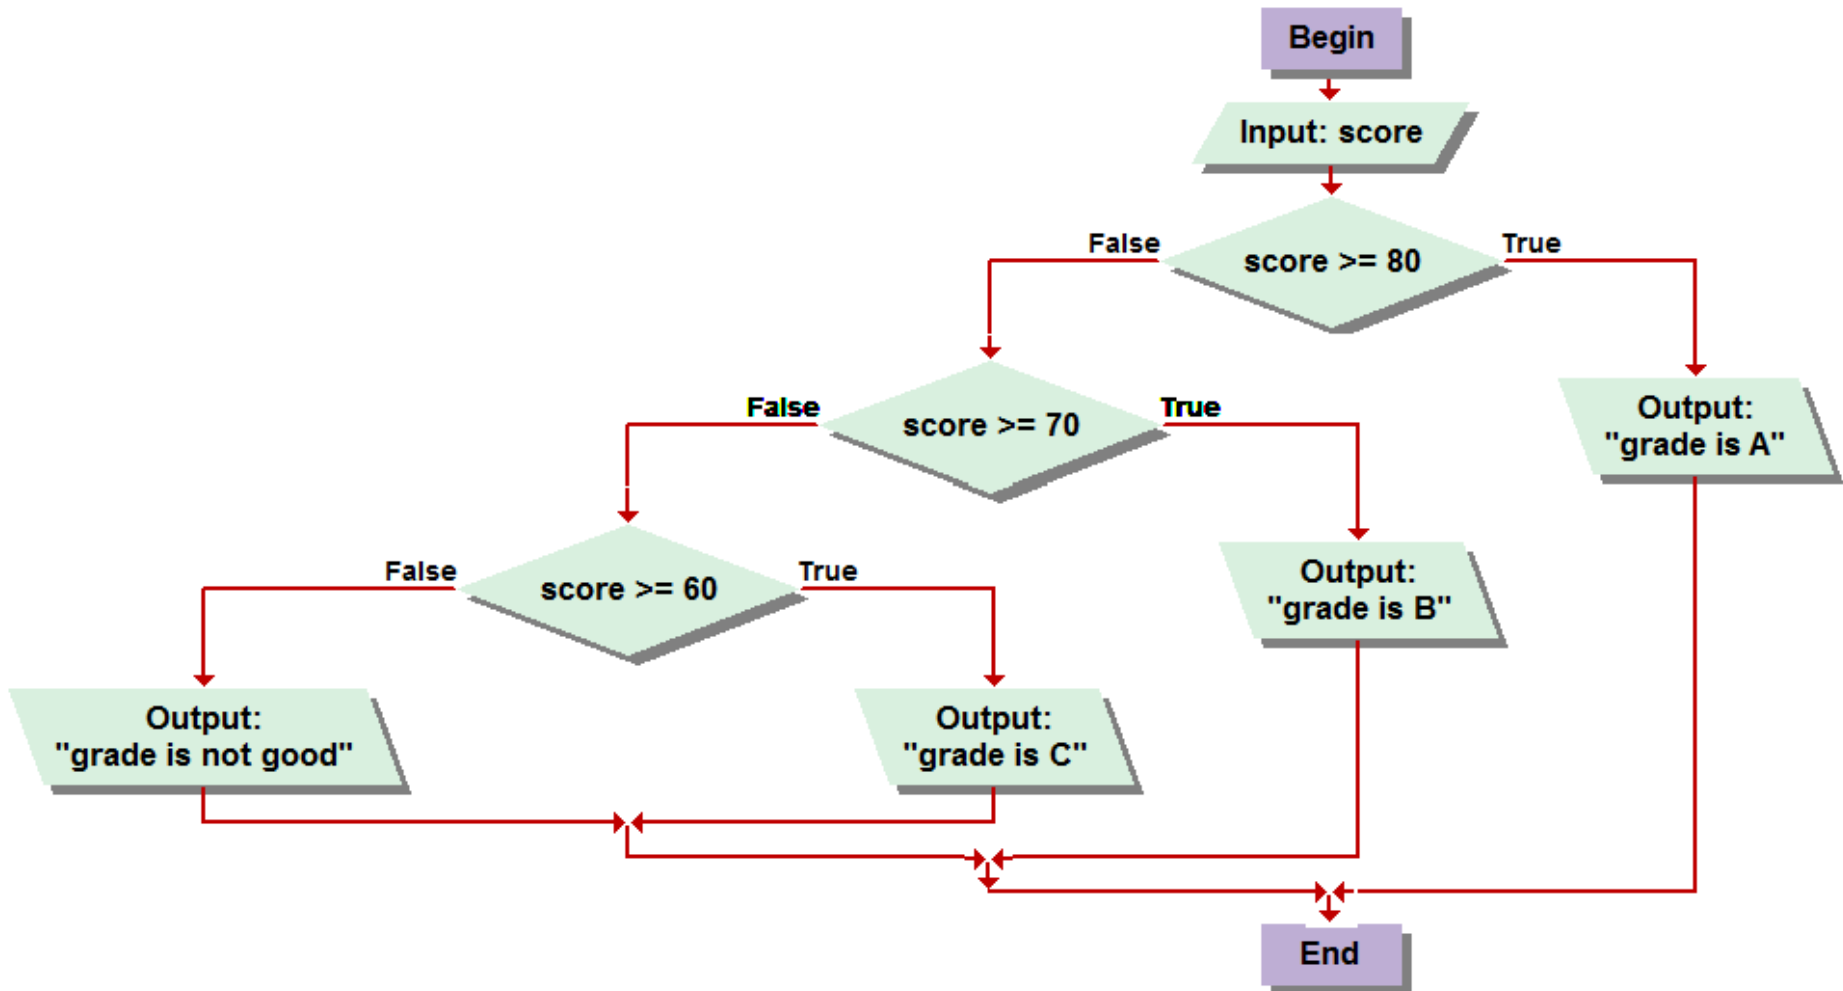 Begin
Input: score
False
score >= 80
True
False
score >= 70
True
Output:
"grade is A"
False
score >= 60
True
Output:
"grade is B"
Output:
"grade is not good"
Output:
"grade is C"
End